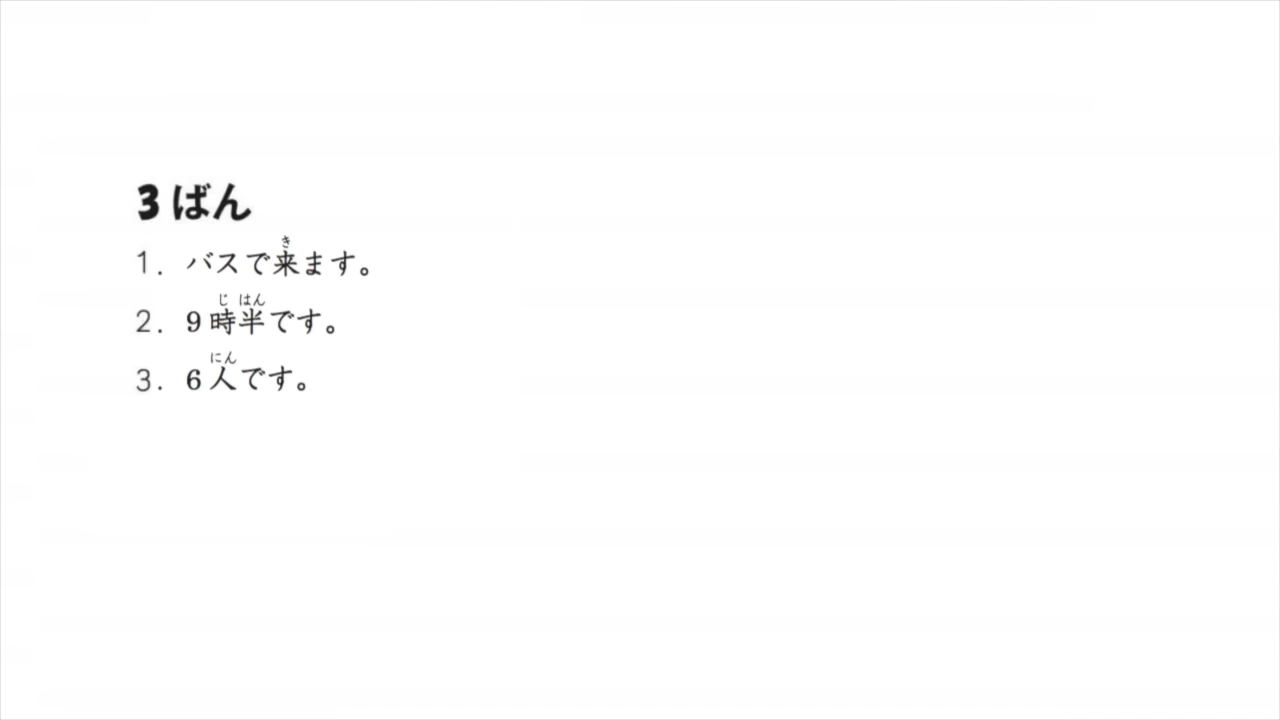 3ばん
1. バスで来ます。
2. 9時半です。
3. 6人です。